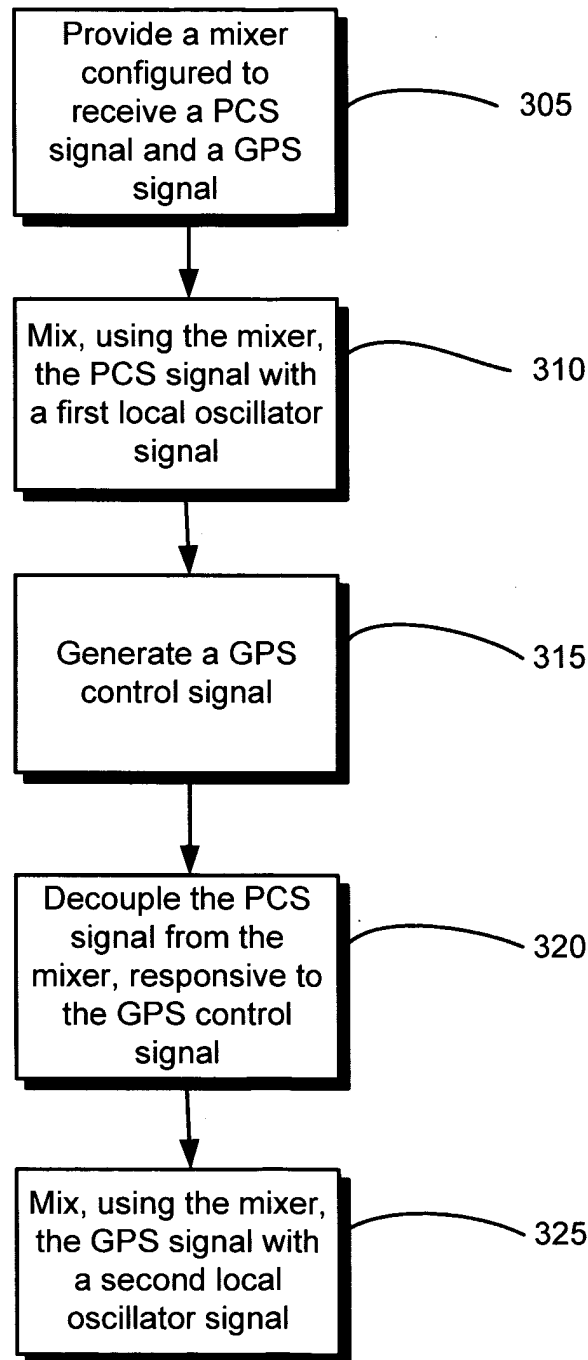 Provide a mixer
configured to
receive a PCS
signal and a GPS
signal
305
Mix, using the mixer,
the PCS signal with
a first local oscillator
signal
310
Generate a GPS
control signal
315
Decouple the PCS
signal from the
mixer, responsive to
the GPS control
signal
320
Mix, using the mixer,
the GPS signal with
a second local
oscillator signal
325